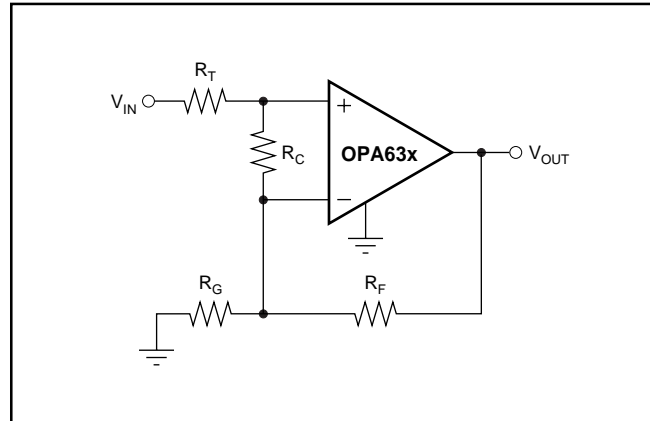 R_T
V_IN
+
R_C
OPA63x
V_OUT
−
R_G
R_F